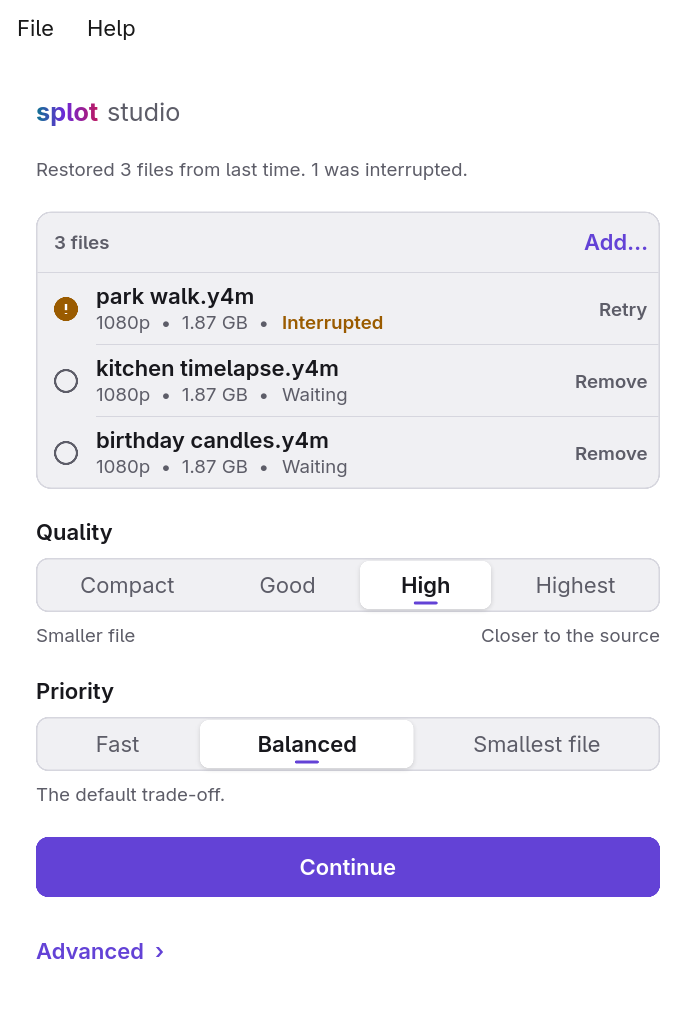 File Help
splot studio
Restored 3 files from last time. 1 was interrupted.
3 files Add...
park walk.y4m
1080p • 1.87 GB • Interrupted Retry
kitchen timelapse.y4m
1080p • 1.87 GB • Waiting Remove
birthday candles.y4m
1080p • 1.87 GB • Waiting Remove
Quality
Compact Good High Highest
Smaller file Closer to the source
Priority
Fast Balanced Smallest file
The default trade-off.
Continue
Advanced ›